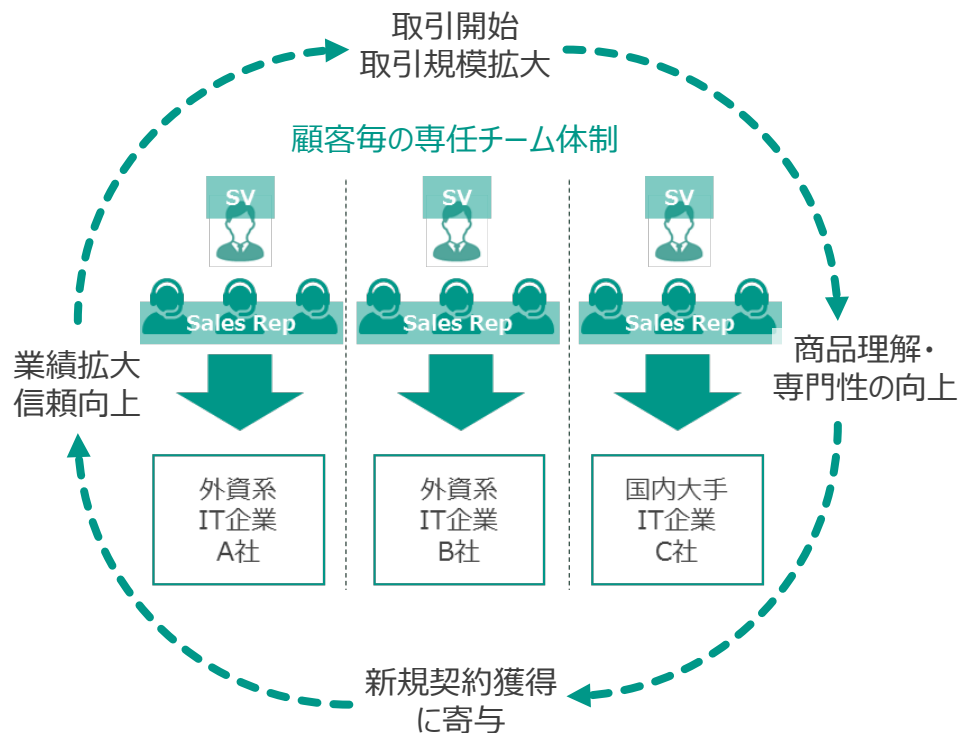 取引開始
取引規模拡大
顧客毎の専任チーム体制
SV
SV
SV
Sales Rep
Sales Rep
Sales Rep
商品理解・
専門性の向上
業績拡大
信頼向上
外資系
IT企業
A社
外資系
IT企業
B社
国内大手
IT企業
C社
新規契約獲得
に寄与